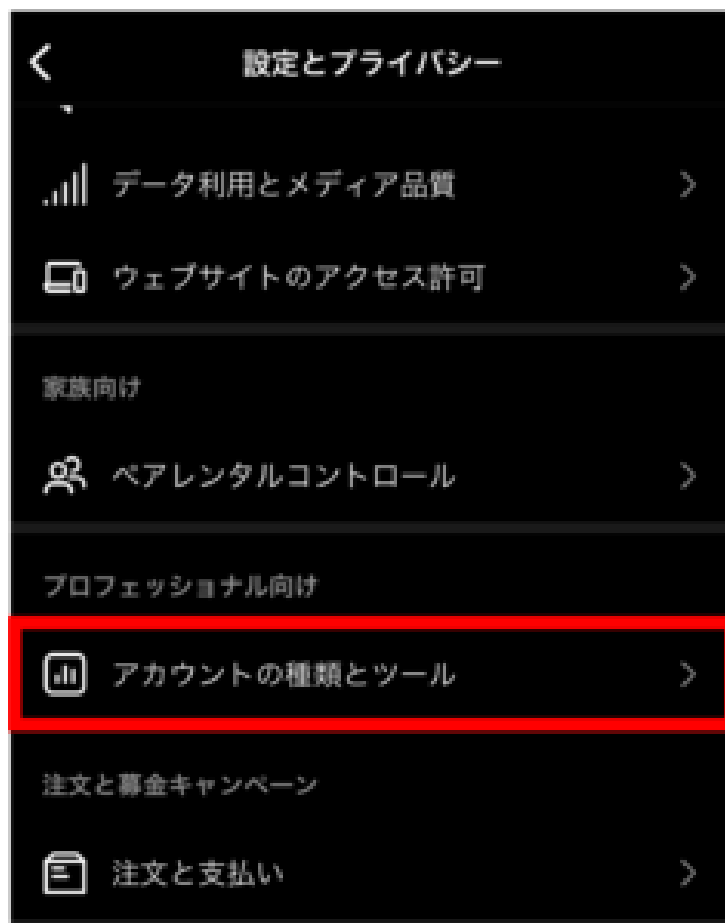 設定とプライバシー
データ利用とメディア品質
ウェブサイトのアクセス許可
家族向け
ペアレンタルコントロール
プロフェッショナル向け
アカウントの種類とツール
注文と募金キャンペーン
注文と支払い